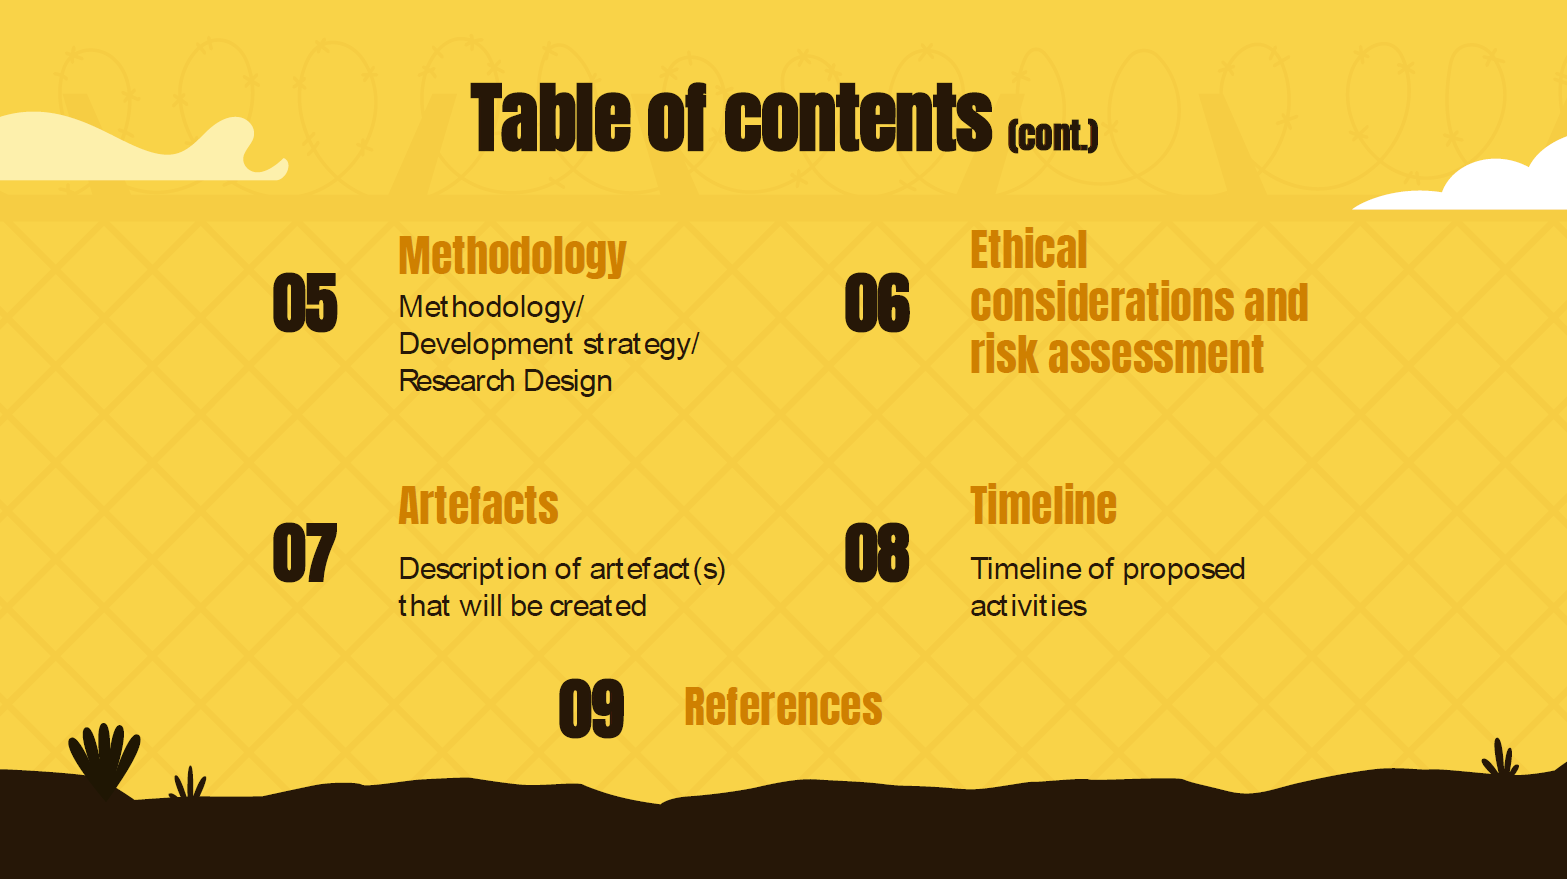 Table of contents (cont.)
05
Methodology
Methodology/
Development strategy/
Research Design
06
Ethical
considerations and
risk assessment
07
Artefacts
Description of artefact(s)
that will be created
08
Timeline
Timeline of proposed
activities
09
References